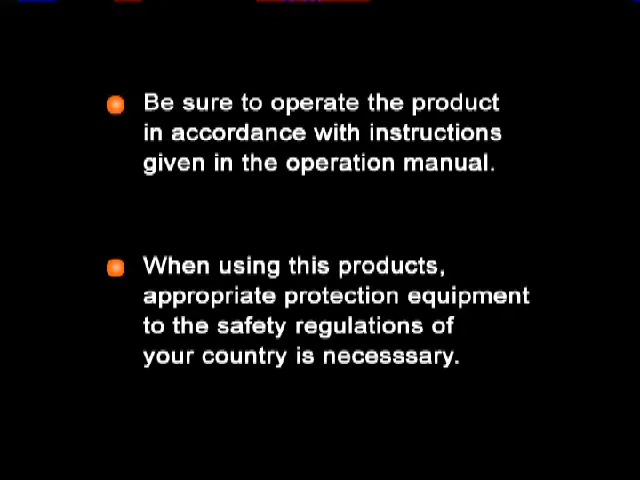 Be sure to operate the product
in accordance with instructions
given in the operation manual.
When using this products,
appropriate protection equipment
to the safety regulations of
your country is necesssary.